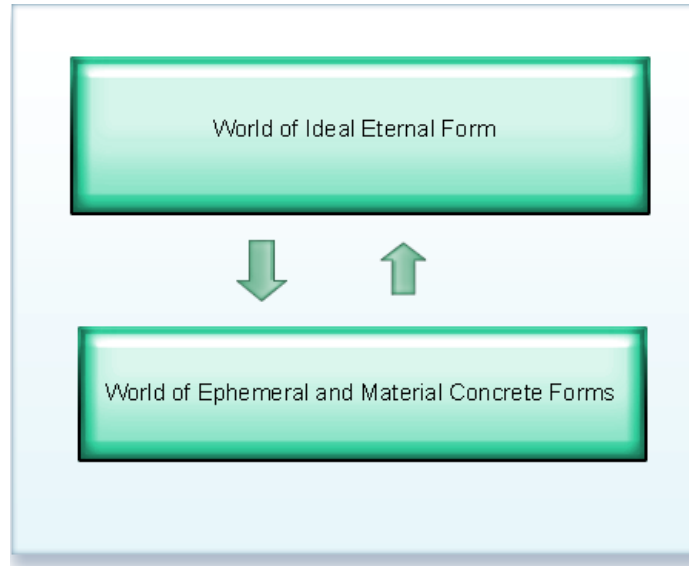 World of Ideal Eternal Form
World of Ephemeral and Material Concrete Forms